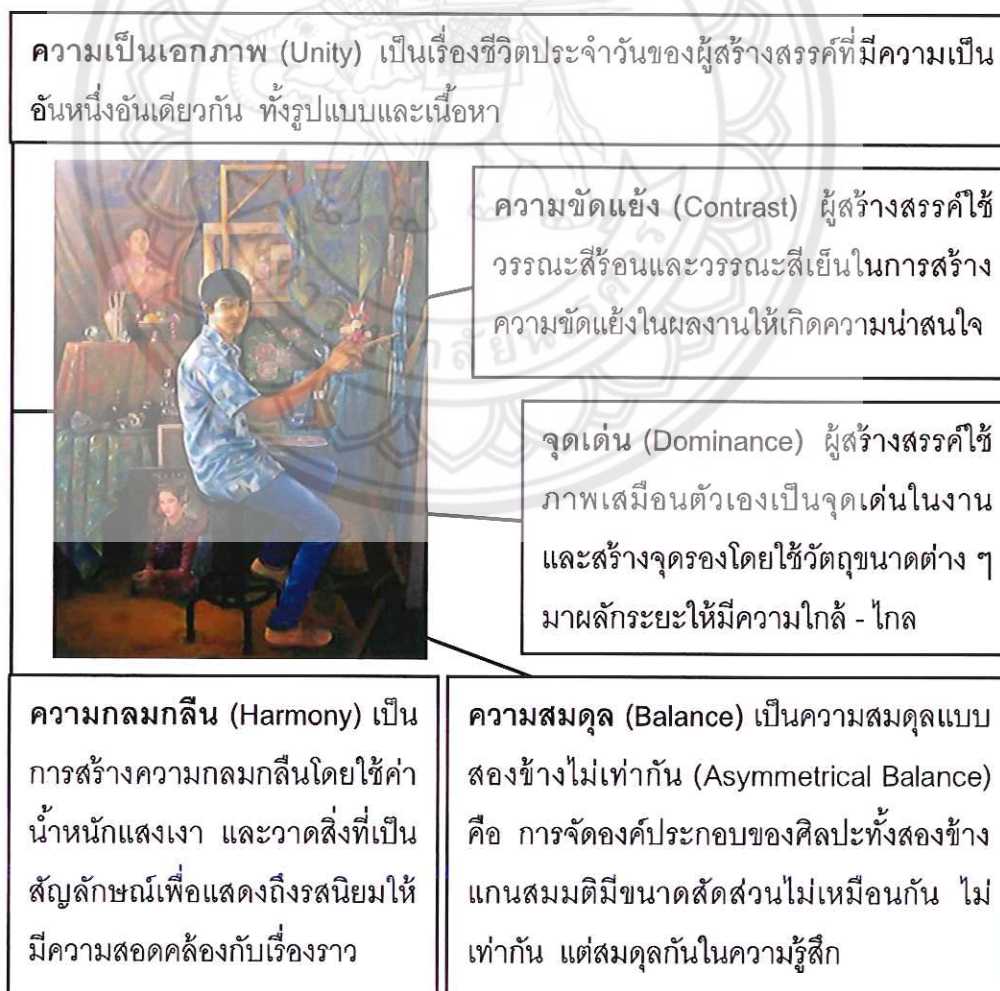 ความเป็นเอกภาพ (Unity) เป็นเรื่องชีวิตประจำวันของผู้สร้างสรรค์ที่มีความเป็น
อันหนึ่งอันเดียวกัน ทั้งรูปแบบและเนื้อหา
ความขัดแย้ง (Contrast) ผู้สร้างสรรค์ใช้
วรรณะสีร้อนและวรรณะสีเย็นในการสร้าง
ความขัดแย้งในผลงานให้เกิดความน่าสนใจ
จุดเด่น (Dominance) ผู้สร้างสรรค์ใช้
ภาพเสมือนตัวเองเป็นจุดเด่นในงาน
และสร้างจุดรองโดยใช้วัตถุขนาดต่าง ๆ
มาผลักระยะให้มีความใกล้ - ไกล
ความกลมกลืน (Harmony) เป็น
การสร้างความกลมกลืนโดยใช้ค่า
น้ำหนักแสงเงา และวาดสิ่งที่เป็น
สัญลักษณ์เพื่อแสดงถึงรสนิยมให้
มีความสอดคล้องกับเรื่องราว
ความสมดุล (Balance) เป็นความสมดุลแบบ
สองข้างไม่เท่ากัน (Asymmetrical Balance)
คือ การจัดองค์ประกอบของศิลปะทั้งสองข้าง
แกนสมมติมีขนาดสัดส่วนไม่เหมือนกัน ไม่
เท่ากัน แต่สมดุลกันในความรู้สึก